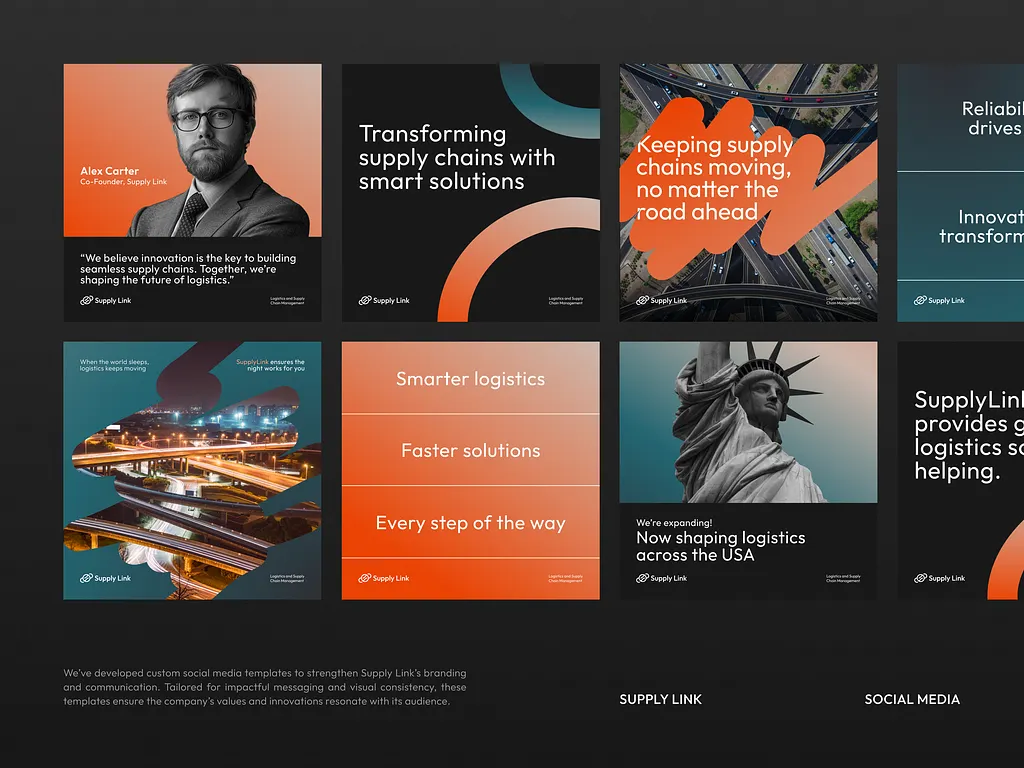 Alex Carter
Co-Founder, Supply Link
“We believe innovation is the key to building
seamless supply chains. Together, we’re
shaping the future of logistics.”
Supply Link
Logistics and Supply
Chain Management
Transforming
supply chains with
smart solutions
Supply Link
Logistics and Supply
Chain Management
Keeping supply
chains moving,
no matter the
road ahead
Supply Link
Logistics and Supply
Chain Management
Reliabil
drives
Innovat
transform
Supply Link
When the world sleeps,
logistics keeps moving
SupplyLink ensures the
night works for you
Supply Link
Logistics and Supply
Chain Management
Smarter logistics
Faster solutions
Every step of the way
Supply Link
Logistics and Supply
Chain Management
We’re expanding!
Now shaping logistics
across the USA
Supply Link
Logistics and Supply
Chain Management
SupplyLink
provides g
logistics so
helping.
Supply Link
We’ve developed custom social media templates to strengthen Supply Link’s branding
and communication. Tailored for impactful messaging and visual consistency, these
templates ensure the company’s values and innovations resonate with its audience.
SUPPLY LINK
SOCIAL MEDIA